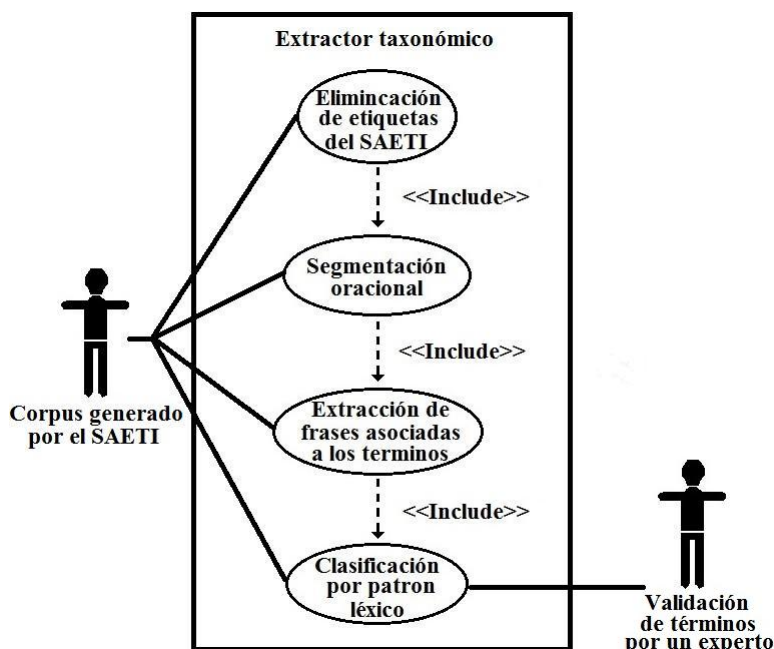 Extractor taxonómico
Elimincación
de etiquetas
del SAETI
<<Include>>
Segmentación
oracional
<<Include>>
Corpus generado
por el SAETI
Extracción de
frases asociadas
a los terminos
<<Include>>
Clasificación
por patron
léxico
Validación
de términos
por un experto